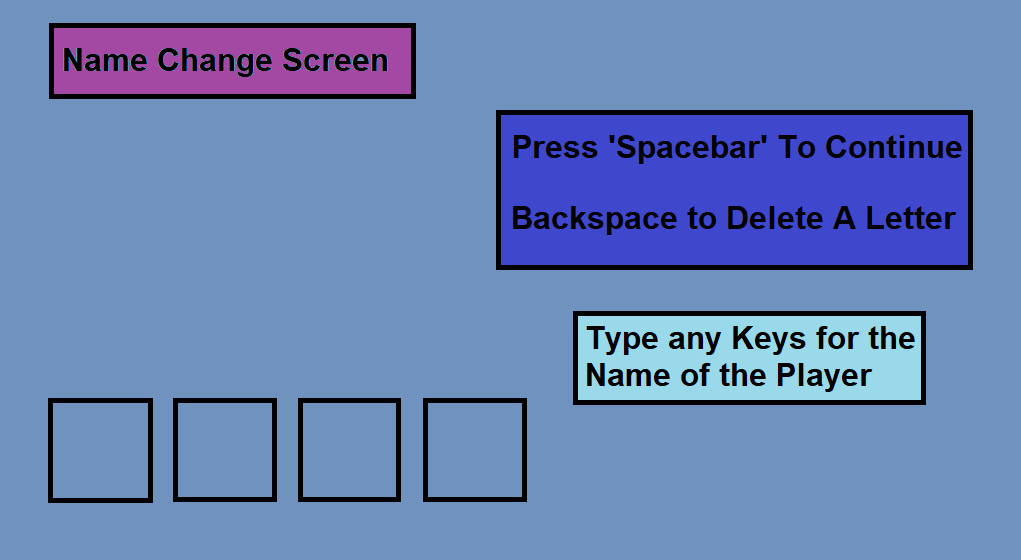 Name Change Screen
Press 'Spacebar' To Continue
Backspace to Delete A Letter
Type any Keys for the
Name of the Player